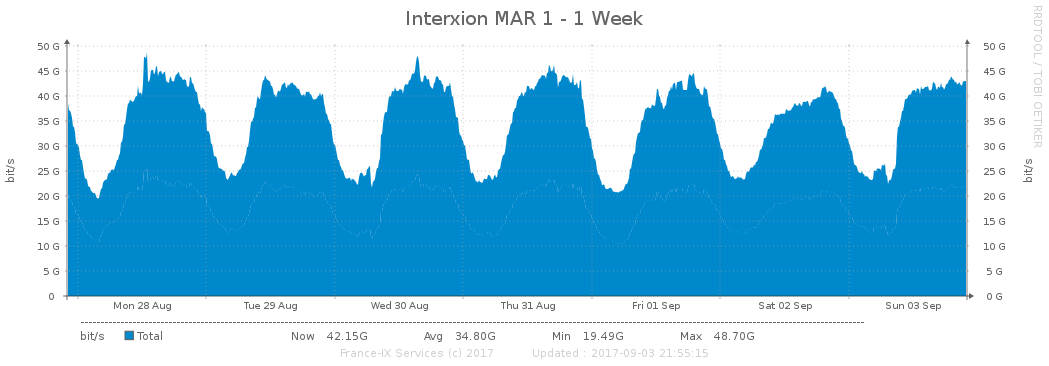 Interxion MAR 1 - 1 Week
RRDTOOL / TOBI OETIKER
bit/s
bit/s
50 G 50 G
45 G 45 G
40 G 40 G
35 G 35 G
30 G 30 G
25 G 25 G
20 G 20 G
15 G 15 G
10 G 10 G
5 G 5 G
0 0 G
Mon 28 Aug Tue 29 Aug Wed 30 Aug Thu 31 Aug Fri 01 Sep Sat 02 Sep Sun 03 Sep
bit/s Total Now 42.15G Avg 34.80G Min 19.49G Max 48.70G
France-IX Services (c) 2017 Updated : 2017-09-03 21:55:15